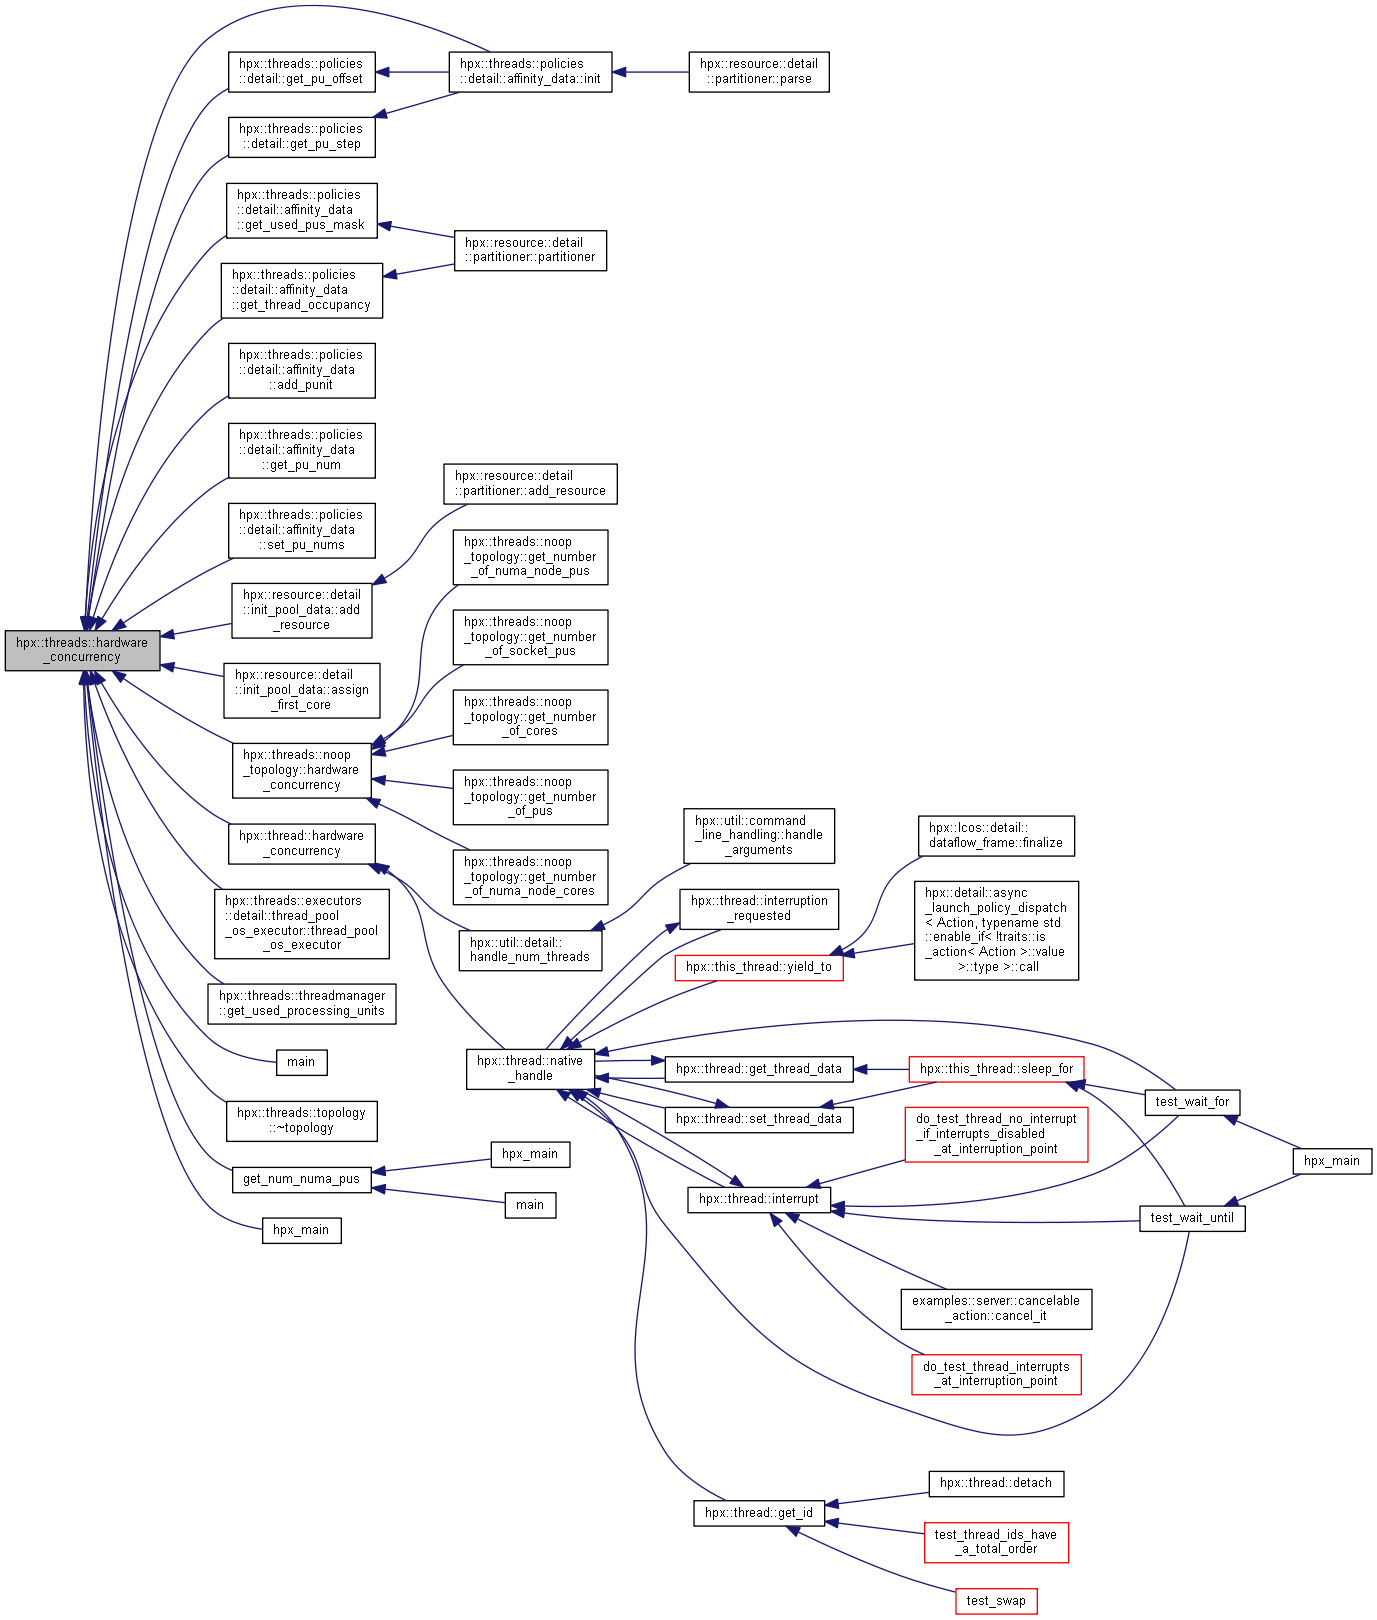 hpx::threads::hardware
_concurrency
hpx::threads::policies
::detail::get_pu_offset
hpx::threads::policies
::detail::get_pu_step
hpx::threads::policies
::detail::affinity_data
::get_used_pus_mask
hpx::threads::policies
::detail::affinity_data
::get_thread_occupancy
hpx::threads::policies
::detail::affinity_data
::add_punit
hpx::threads::policies
::detail::affinity_data
::get_pu_num
hpx::threads::policies
::detail::affinity_data
::set_pu_nums
hpx::resource::detail
::init_pool_data::add
_resource
hpx::resource::detail
::init_pool_data::assign
_first_core
hpx::threads::noop
_topology::hardware
_concurrency
hpx::thread::hardware
_concurrency
hpx::threads::executors
::detail::thread_pool
_os_executor::thread_pool
_os_executor
hpx::threads::threadmanager
::get_used_processing_units
main
hpx::threads::topology
::~topology
get_num_numa_pus
hpx_main
hpx::threads::policies
::detail::affinity_data::init
hpx::resource::detail
::partitioner::partitioner
hpx::resource::detail
::partitioner::add_resource
hpx::threads::noop
_topology::get_number
_of_numa_node_pus
hpx::threads::noop
_topology::get_number
_of_socket_pus
hpx::threads::noop
_topology::get_number
_of_cores
hpx::threads::noop
_topology::get_number
_of_pus
hpx::threads::noop
_topology::get_number
_of_numa_node_cores
hpx::util::detail::
handle_num_threads
hpx::thread::native
_handle
hpx_main
main
hpx::resource::detail
::partitioner::parse
hpx::util::command
_line_handling::handle
_arguments
hpx::thread::interruption
_requested
hpx::this_thread::yield_to
hpx::thread::get_thread_data
hpx::thread::set_thread_data
hpx::thread::interrupt
hpx::thread::get_id
hpx::lcos::detail::
dataflow_frame::finalize
hpx::detail::async
_launch_policy_dispatch
< Action, typename std
::enable_if< !traits::is
_action< Action >::value
>::type >::call
hpx::this_thread::sleep_for
do_test_thread_no_interrupt
_if_interrupts_disabled
_at_interruption_point
examples::server::cancelable
_action::cancel_it
do_test_thread_interrupts
_at_interruption_point
hpx::thread::detach
test_thread_ids_have
_a_total_order
test_swap
test_wait_for
test_wait_until
hpx_main